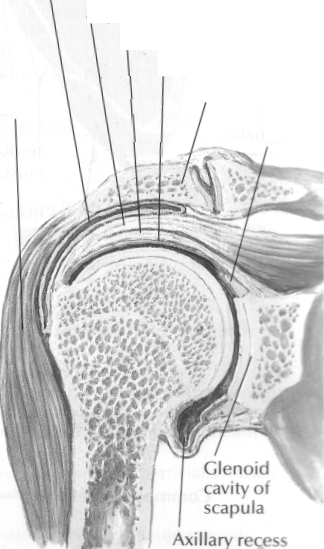 Glenoid
cavity of
scapula
Axillary recess